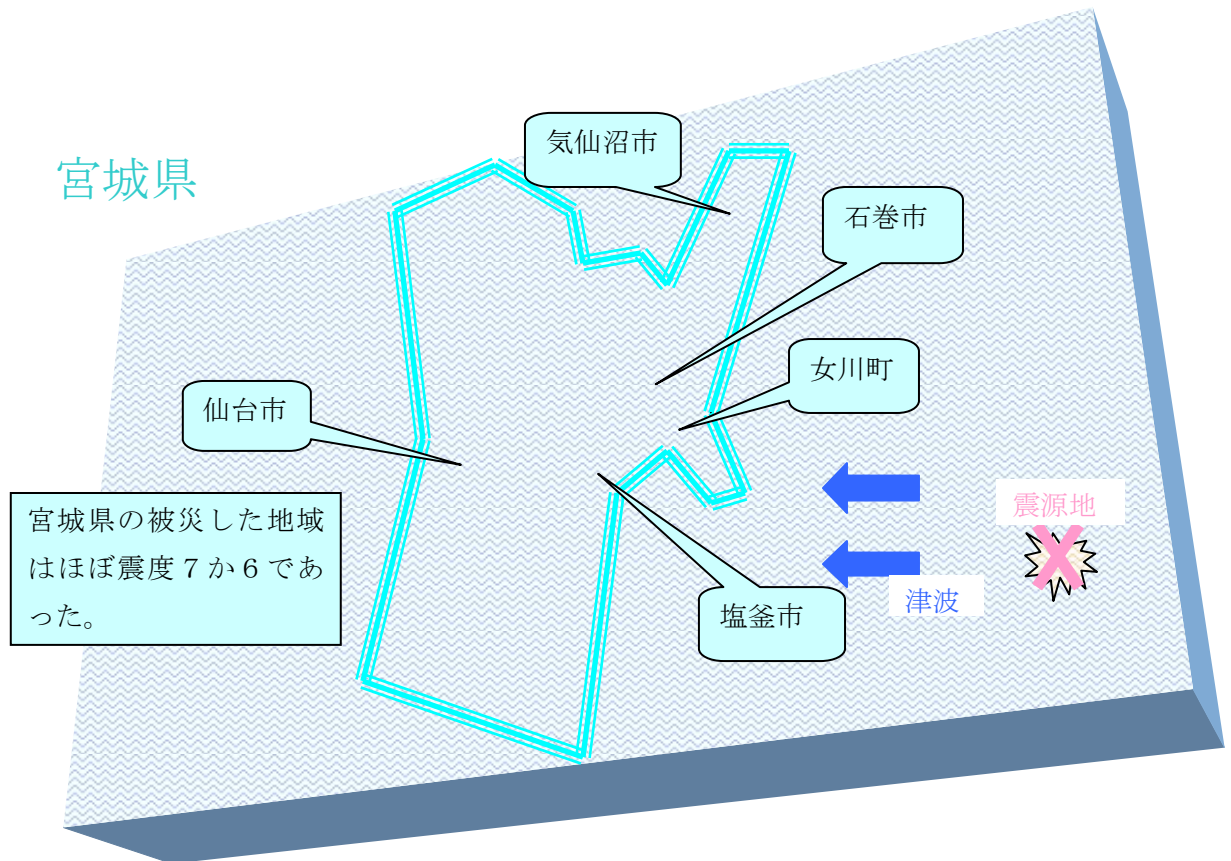 宮城県
気仙沼市
石巻市
女川町
仙台市
宮城県の被災した地域
はほぼ震度７か６であ
った。
震源地
津波
塩釜市